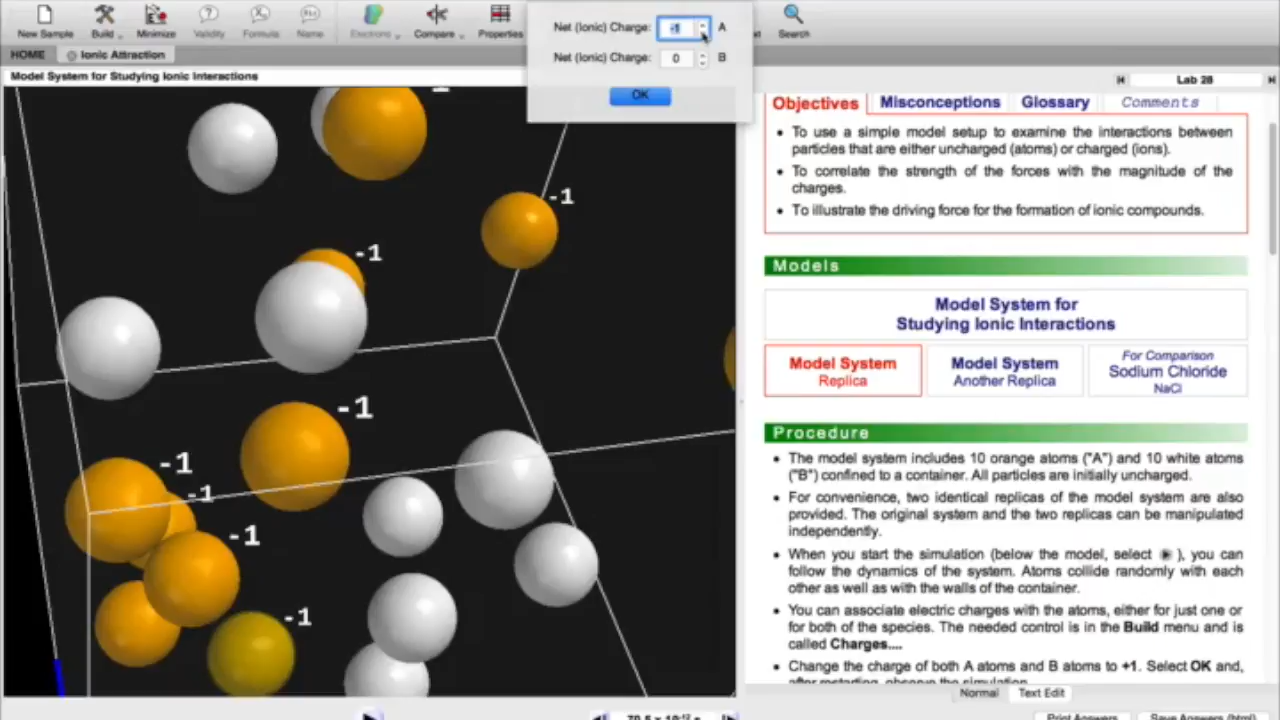 New Sample Build Minimize Validity Formula Name Electrons Compare Properties Search
Net (Ionic) Charge: -1 A
Net (Ionic) Charge: 0 B
OK
HOME Ionic Attraction
Model System for Studying Ionic Interactions
Lab 28
Objectives Misconceptions Glossary Comments
• To use a simple model setup to examine the interactions between
particles that are either uncharged (atoms) or charged (ions).
• To correlate the strength of the forces with the magnitude of the
charges.
• To illustrate the driving force for the formation of ionic compounds.
Models
Model System for
Studying Ionic Interactions
Model System
Replica
Model System
Another Replica
For Comparison
Sodium Chloride
NaCl
Procedure
• The model system includes 10 orange atoms ("A") and 10 white atoms
("B") confined to a container. All particles are initially uncharged.
• For convenience, two identical replicas of the model system are also
provided. The original system and the two replicas can be manipulated
independently.
• When you start the simulation (below the model, select ), you can
follow the dynamics of the system. Atoms collide randomly with each
other as well as with the walls of the container.
• You can associate electric charges with the atoms, either for just one or
for both of the species. The needed control is in the Build menu and is
called Charges....
• Change the charge of both A atoms and B atoms to +1. Select OK and,
after restarting, observe the simulation.
Normal Text Edit
Print Answers Save Answers (html)
-1
-1
-1
-1
-1
-1
-1